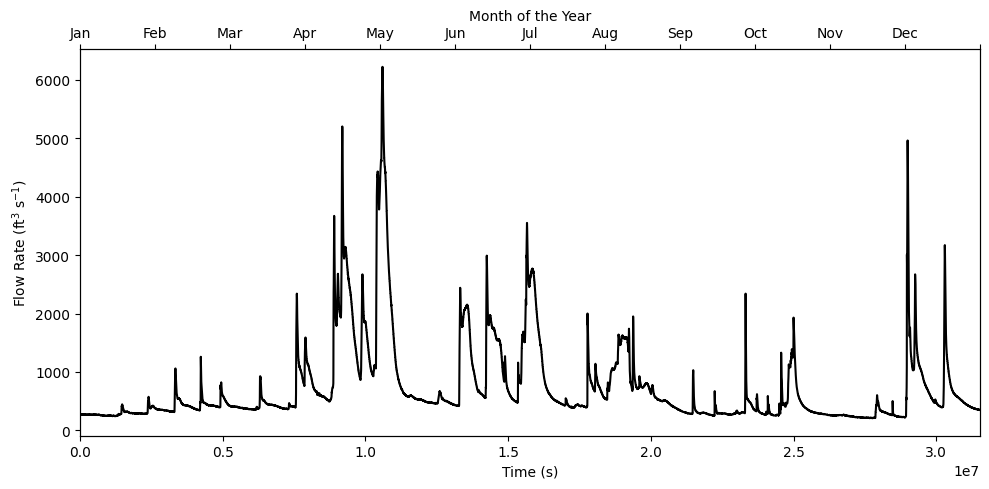 Month of the Year
Jan Feb Mar Apr May Jun Jul Aug Sep Oct Nov Dec
6000
5000
4000
3000
2000
1000
0
Flow Rate (ft³ s⁻¹)
0.0 0.5 1.0 1.5 2.0 2.5 3.0
1e7
Time (s)